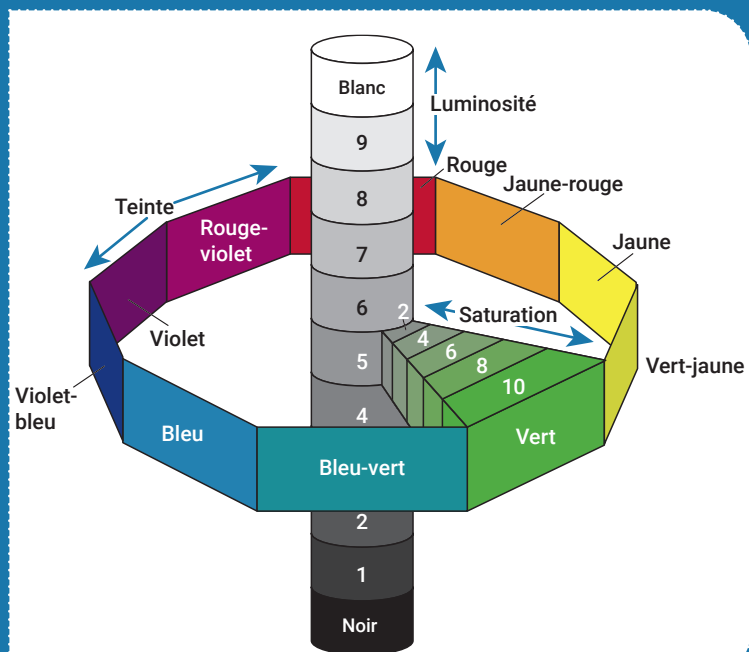 Blanc
Luminosité
9
Rouge
Jaune-rouge
8
Teinte
Rouge-
violet
7
Jaune
6
2
Saturation
Violet
4
5
6
8
Vert-jaune
10
Violet-
bleu
4
Bleu
Vert
Bleu-vert
2
1
Noir